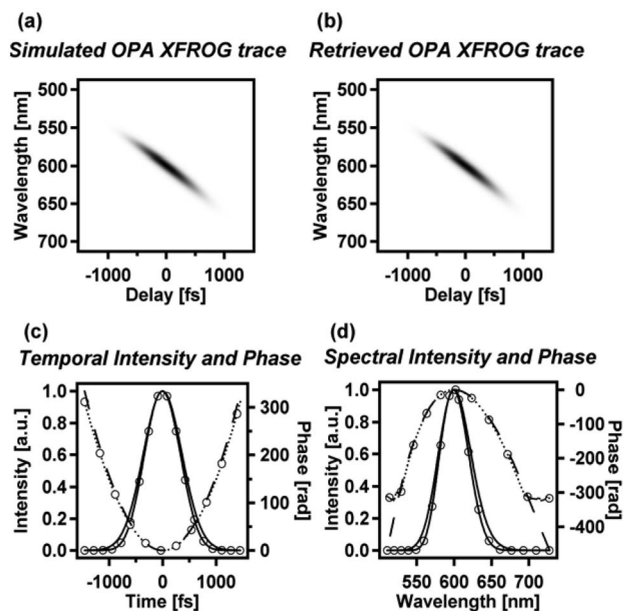 (a)
Simulated OPA XFROG trace
Wavelength [nm]
500
550
600
650
700
-1000
0
1000
Delay [fs]
(b)
Retrieved OPA XFROG trace
Wavelength [nm]
500
550
600
650
700
-1000
0
1000
Delay [fs]
(c)
Temporal Intensity and Phase
Intensity [a.u.]
1.0
0.8
0.6
0.4
0.2
0.0
300
200
100
0
Phase [rad]
-1000
0
1000
Time [fs]
(d)
Spectral Intensity and Phase
Intensity [a.u.]
1.0
0.8
0.6
0.4
0.2
0.0
0
-100
-200
-300
-400
Phase [rad]
550
600
650
700
Wavelength [nm]